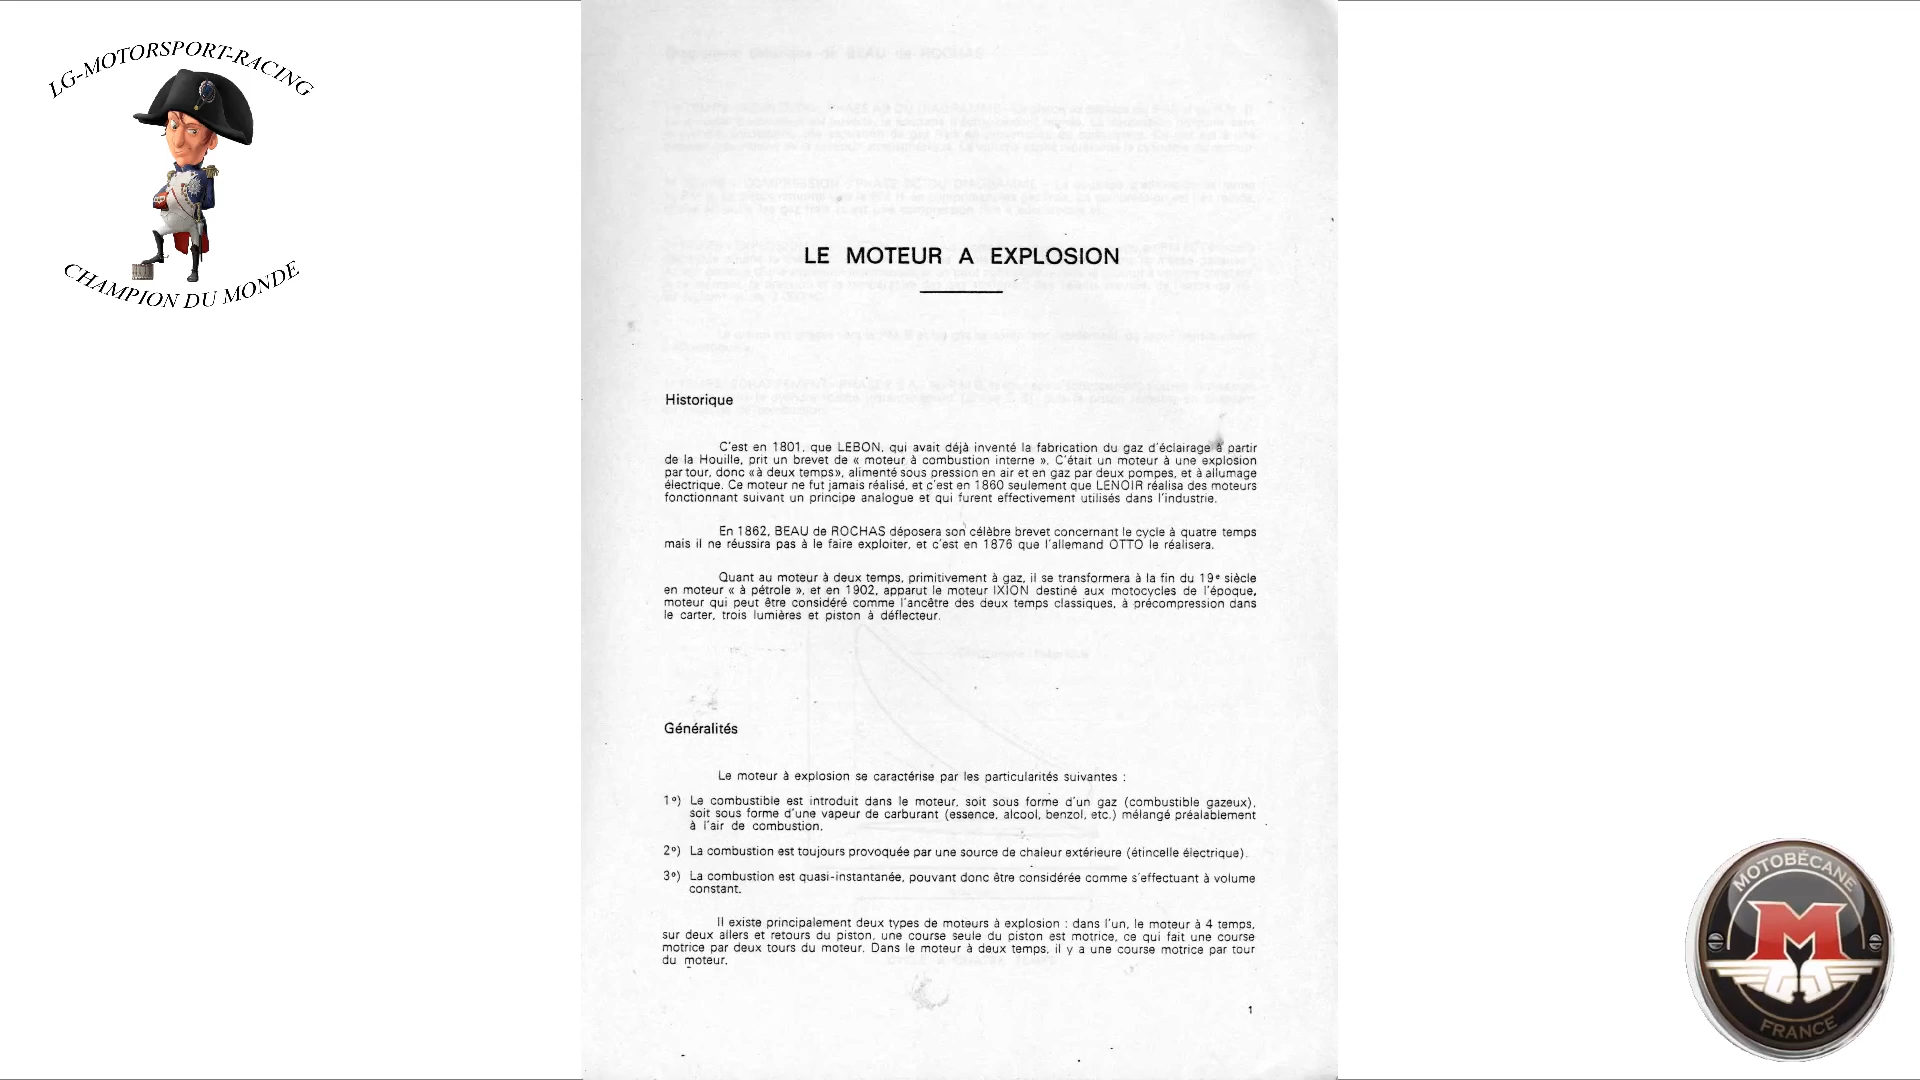 LG-MOTORSPORT-RACING
CHAMPION DU MONDE
LE MOTEUR A EXPLOSION
Historique
C'est en 1801, que LEBON, qui avait déjà inventé la fabrication du gaz d'éclairage à partir
de la Houille, prit un brevet de « moteur à combustion interne ». C'était un moteur à une explosion
par tour, donc «à deux temps», alimenté sous pression en air et en gaz par deux pompes, et à allumage
électrique. Ce moteur ne fut jamais réalisé, et c'est en 1860 seulement que LENOIR réalisa des moteurs
fonctionnant suivant un principe analogue et qui furent effectivement utilisés dans l'industrie.
En 1862, BEAU de ROCHAS déposera son célèbre brevet concernant le cycle à quatre temps
mais il ne réussira pas à le faire exploiter, et c'est en 1876 que l'allemand OTTO le réalisera.
Quant au moteur à deux temps, primitivement à gaz, il se transformera à la fin du 19e siècle
en moteur « à pétrole », et en 1902, apparut le moteur IXION destiné aux motocycles de l'époque,
moteur qui peut être considéré comme l'ancêtre des deux temps classiques, à précompression dans
le carter, trois lumières et piston à déflecteur.
Généralités
Le moteur à explosion se caractérise par les particularités suivantes :
1°) Le combustible est introduit dans le moteur, soit sous forme d'un gaz (combustible gazeux),
soit sous forme d'une vapeur de carburant (essence, alcool, benzol, etc.) mélangé préalablement
à l'air de combustion.
2°) La combustion est toujours provoquée par une source de chaleur extérieure (étincelle électrique).
3°) La combustion est quasi-instantanée, pouvant donc être considérée comme s'effectuant à volume
constant.
Il existe principalement deux types de moteurs à explosion : dans l'un, le moteur à 4 temps,
sur deux allers et retours du piston, une course seule du piston est motrice, ce qui fait une course
motrice par deux tours du moteur. Dans le moteur à deux temps, il y a une course motrice par tour
du moteur.
1
MOTOBÉCANE
M
FRANCE